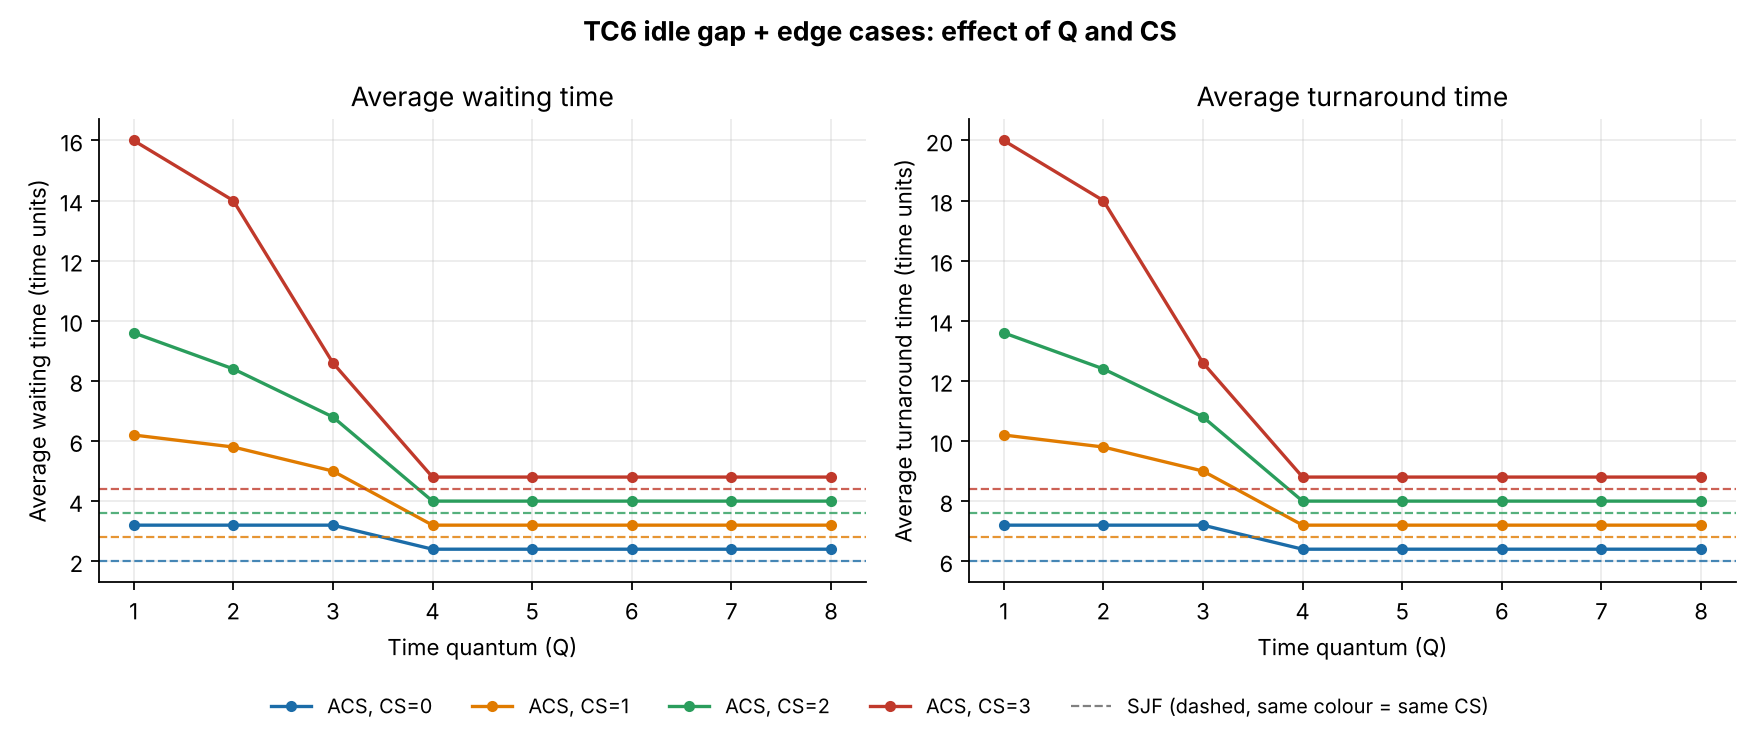 TC6 idle gap + edge cases: effect of Q and CS
Average waiting time
Average waiting time (time units)
16
14
12
10
8
6
4
2
1 2 3 4 5 6 7 8
Time quantum (Q)
Average turnaround time
Average turnaround time (time units)
20
18
16
14
12
10
8
6
1 2 3 4 5 6 7 8
Time quantum (Q)
ACS, CS=0 ACS, CS=1 ACS, CS=2 ACS, CS=3 SJF (dashed, same colour = same CS)